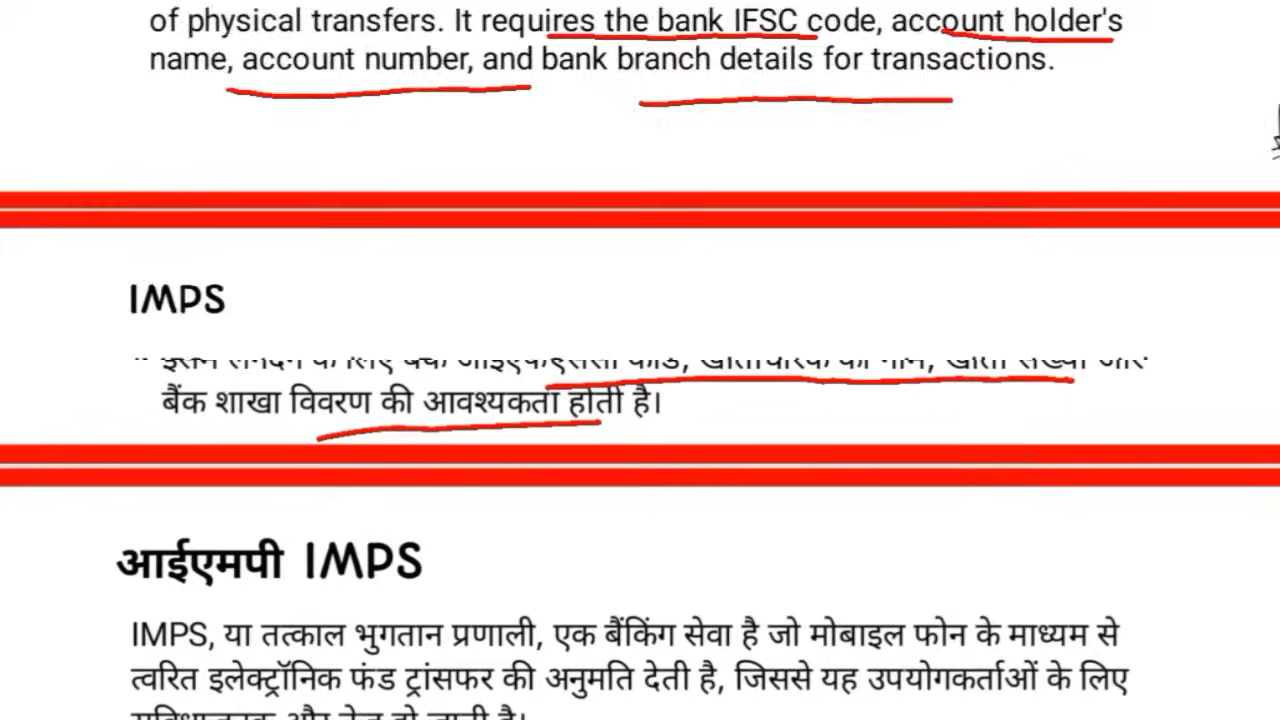 of physical transfers. It requires the bank IFSC code, account holder's
name, account number, and bank branch details for transactions.
IMPS
बैंक शाखा विवरण की आवश्यकता होती है।
आईएमपी IMPS
IMPS, या तत्काल भुगतान प्रणाली, एक बैंकिंग सेवा है जो मोबाइल फोन के माध्यम से
त्वरित इलेक्ट्रॉनिक फंड ट्रांसफर की अनुमति देती है, जिससे यह उपयोगकर्ताओं के लिए